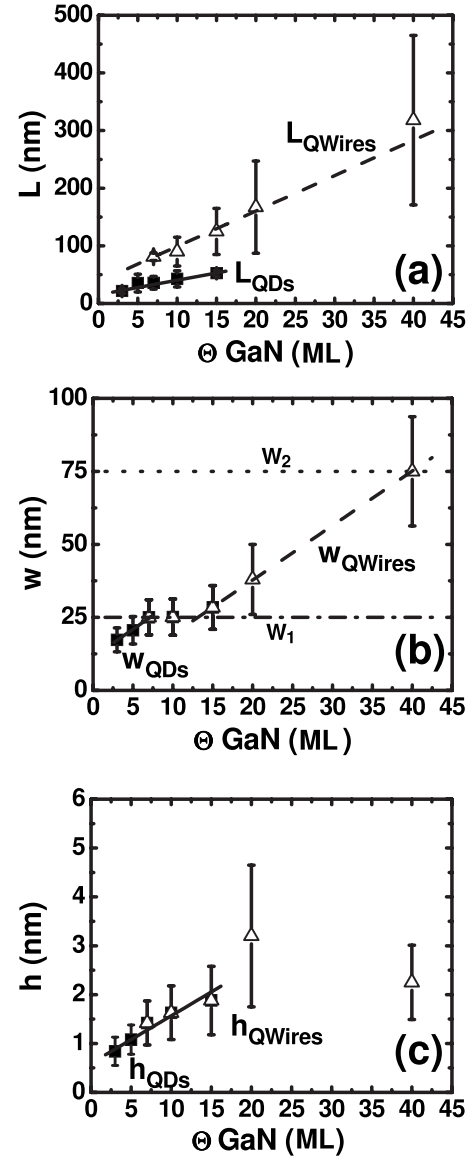 500
400
300
200
100
0
L (nm)
L_QWires
L_QDs
(a)
0 5 10 15 20 25 30 35 40 45
Θ GaN (ML)
100
75
50
25
0
w (nm)
W_2
w_QWires
W_1
w_QDs
(b)
0 5 10 15 20 25 30 35 40 45
Θ GaN (ML)
6
5
4
3
2
1
0
h (nm)
h_QWires
h_QDs
(c)
0 5 10 15 20 25 30 35 40 45
Θ GaN (ML)